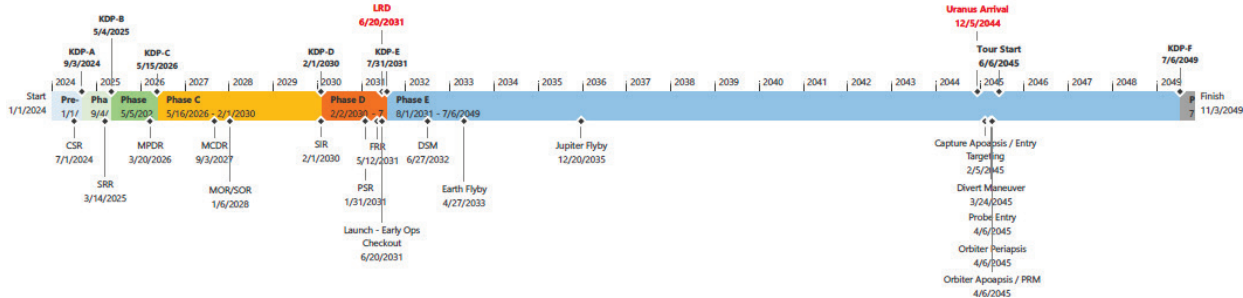 KDP-B
5/4/2025
LRD
6/20/2031
Uranus Arrival
12/5/2044
KDP-A
9/3/2024
KDP-C
5/15/2026
KDP-D
2/1/2030
KDP-E
7/31/2031
Tour Start
6/6/2045
KDP-F
7/6/2049
2024 2025 2026 2027 2028 2029 2030 2031 2032 2033 2034 2035 2036 2037 2038 2039 2040 2041 2042 2043 2044 2045 2046 2047 2048 2049
Start
1/1/2024
Pre-
1/1/
Pha
9/4/
Phase
5/5/202
Phase C
5/16/2026 - 2/1/2030
Phase D
2/2/2030 - 7
Phase E
8/1/2031 - 7/6/2049
P
7
Finish
11/3/2049
CSR
7/1/2024
SRR
3/14/2025
MPDR
3/20/2026
MCDR
9/3/2027
MOR/SOR
1/6/2028
SIR
2/1/2030
PSR
1/31/2031
FRR
5/12/2031
Launch - Early Ops
Checkout
6/20/2031
DSM
6/27/2032
Earth Flyby
4/27/2033
Jupiter Flyby
12/20/2035
Capture Apoapsis / Entry
Targeting
2/5/2045
Divert Maneuver
3/24/2045
Probe Entry
4/6/2045
Orbiter Periapsis
4/6/2045
Orbiter Apoapsis / PRM
4/6/2045